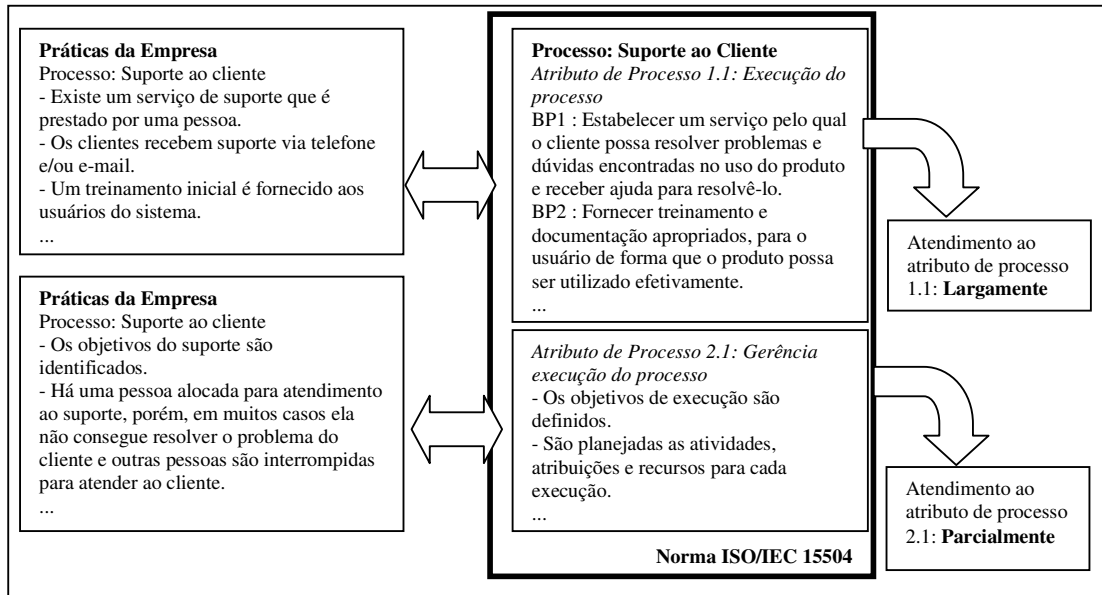 Práticas da Empresa
Processo: Suporte ao cliente
- Existe um serviço de suporte que é
prestado por uma pessoa.
- Os clientes recebem suporte via telefone
e/ou e-mail.
- Um treinamento inicial é fornecido aos
usuários do sistema.
...
Práticas da Empresa
Processo: Suporte ao cliente
- Os objetivos do suporte são
identificados.
- Há uma pessoa alocada para atendimento
ao suporte, porém, em muitos casos ela
não consegue resolver o problema do
cliente e outras pessoas são interrompidas
para atender ao cliente.
...
Processo: Suporte ao Cliente
Atributo de Processo 1.1: Execução do
processo
BP1 : Estabelecer um serviço pelo qual
o cliente possa resolver problemas e
dúvidas encontradas no uso do produto
e receber ajuda para resolvê-lo.
BP2 : Fornecer treinamento e
documentação apropriados, para o
usuário de forma que o produto possa
ser utilizado efetivamente.
...
Atributo de Processo 2.1: Gerência
execução do processo
- Os objetivos de execução são
definidos.
- São planejadas as atividades,
atribuições e recursos para cada
execução.
...
Norma ISO/IEC 15504
Atendimento ao
atributo de processo
1.1: Largamente
Atendimento ao
atributo de processo
2.1: Parcialmente